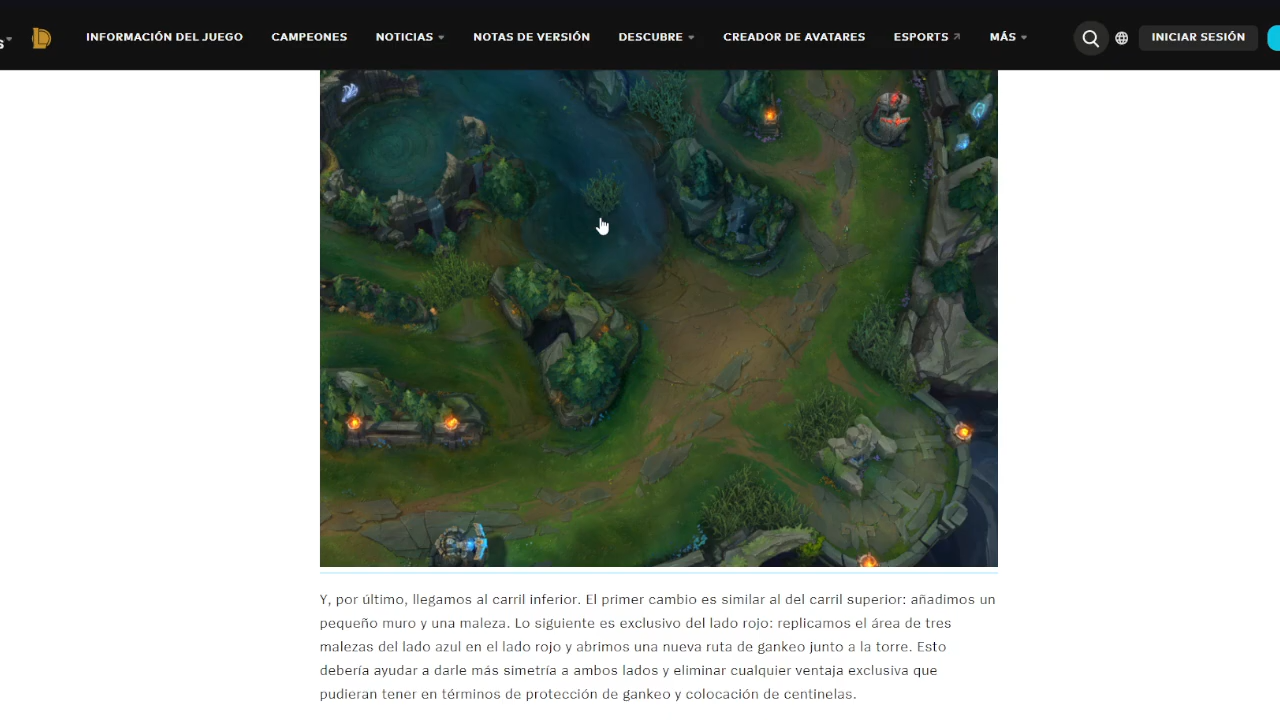 INFORMACIÓN DEL JUEGO CAMPEONES NOTICIAS NOTAS DE VERSIÓN DESCUBRE CREADOR DE AVATARES ESPORTS MÁS INICIAR SESIÓN
Y, por último, llegamos al carril inferior. El primer cambio es similar al del carril superior: añadimos un
pequeño muro y una maleza. Lo siguiente es exclusivo del lado rojo: replicamos el área de tres
malezas del lado azul en el lado rojo y abrimos una nueva ruta de gankeo junto a la torre. Esto
debería ayudar a darle más simetría a ambos lados y eliminar cualquier ventaja exclusiva que
pudieran tener en términos de protección de gankeo y colocación de centinelas.